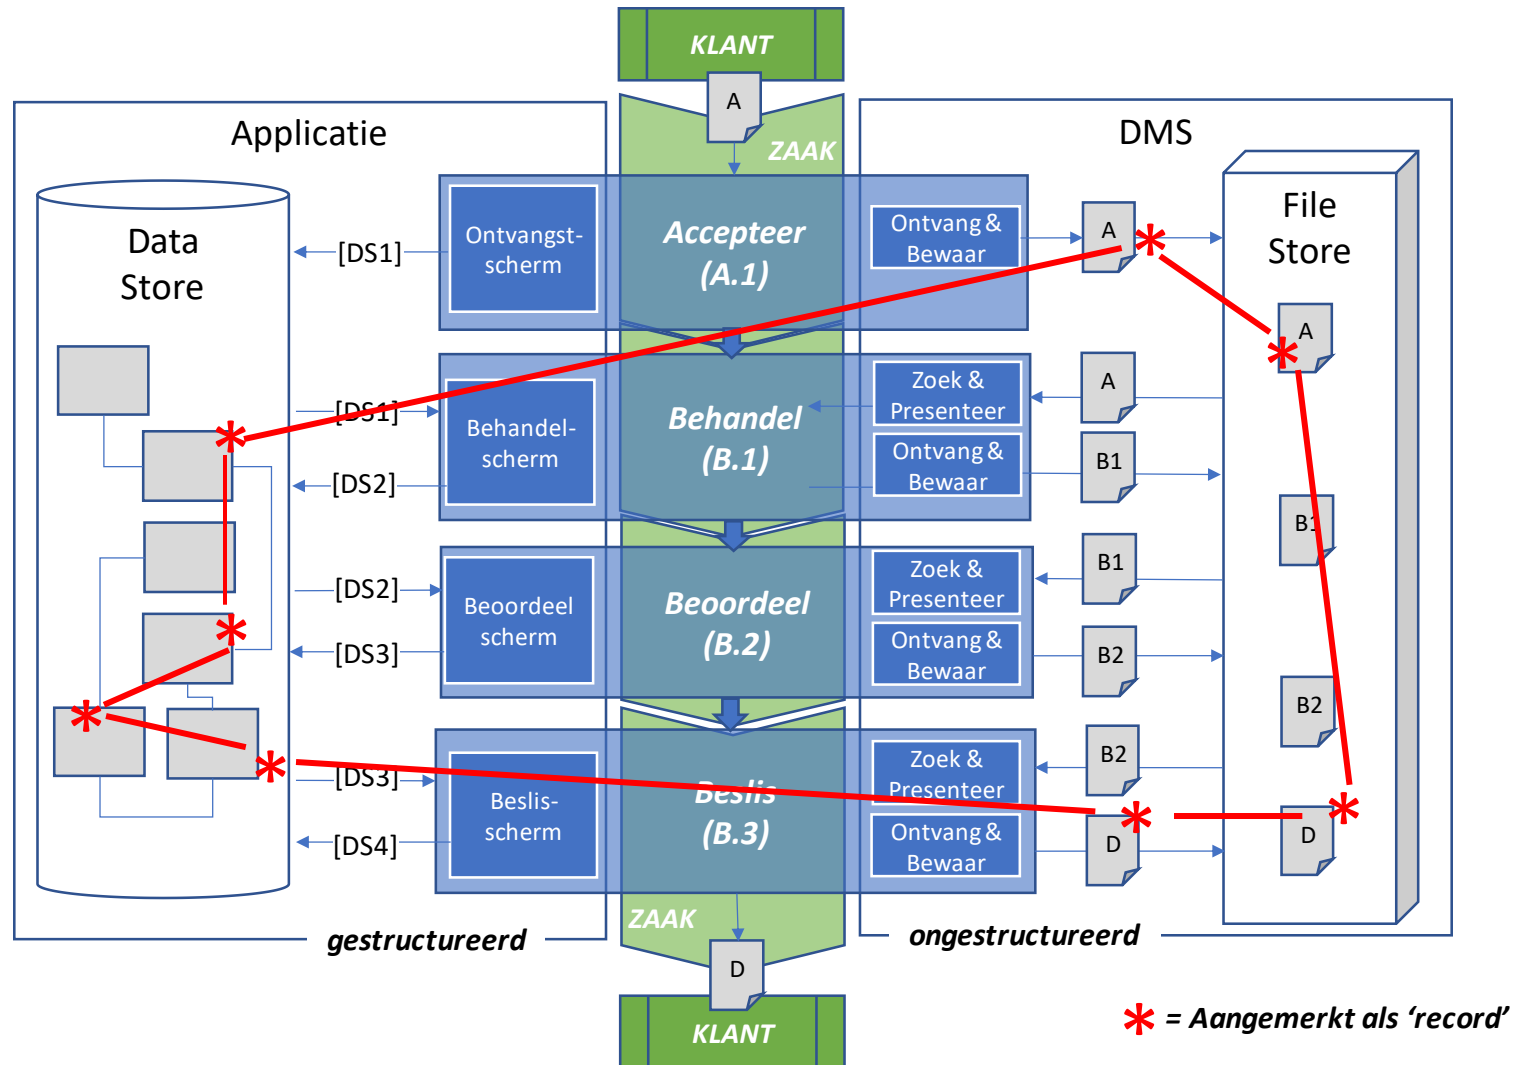 KLANT
A
ZAAK
Applicatie
DMS
Data
Store
File
Store
[DS1]
Ontvangst-
scherm
Accepteer
(A.1)
Ontvang &
Bewaar
A
A
[DS1]
[DS2]
Behandel-
scherm
Behandel
(B.1)
Zoek &
Presenteer
Ontvang &
Bewaar
A
B1
B1
[DS2]
[DS3]
Beoordeel
scherm
Beoordeel
(B.2)
Zoek &
Presenteer
Ontvang &
Bewaar
B1
B2
B2
[DS3]
[DS4]
Beslis-
scherm
Beslis
(B.3)
Zoek &
Presenteer
Ontvang &
Bewaar
B2
D
D
gestructureerd
ZAAK
ongestructureerd
D
KLANT
* = Aangemerkt als ‘record’